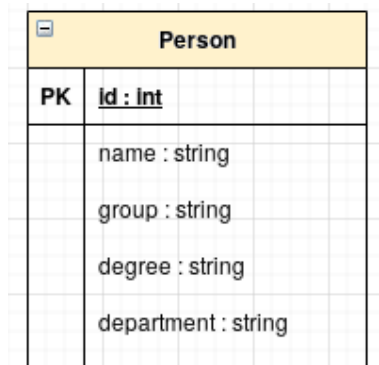 Person
PK id : int
name : string
group : string
degree : string
department : string